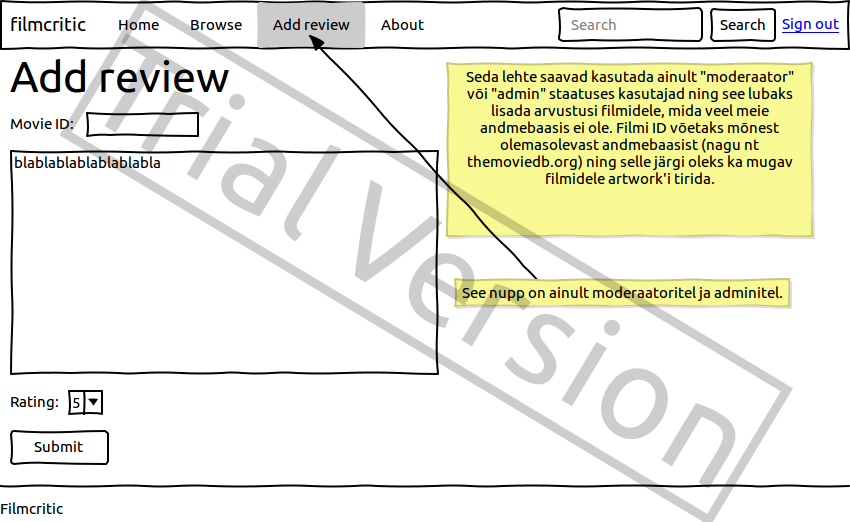 filmcritic Home Browse Add review About Search Search Sign out
Add review
Movie ID:
blablablablablablabla
Rating: 5
Submit
Seda lehte saavad kasutada ainult "moderaator"
või "admin" staatuses kasutajad ning see lubaks
lisada arvustusi filmidele, mida veel meie
andmebaasis ei ole. Filmi ID võetaks mõnest
olemasolevast andmebaasist (nagu nt
themoviedb.org) ning selle järgi oleks ka mugav
filmidele artwork'i tirida.
See nupp on ainult moderaatoritel ja adminitel.
Trial Version
Filmcritic